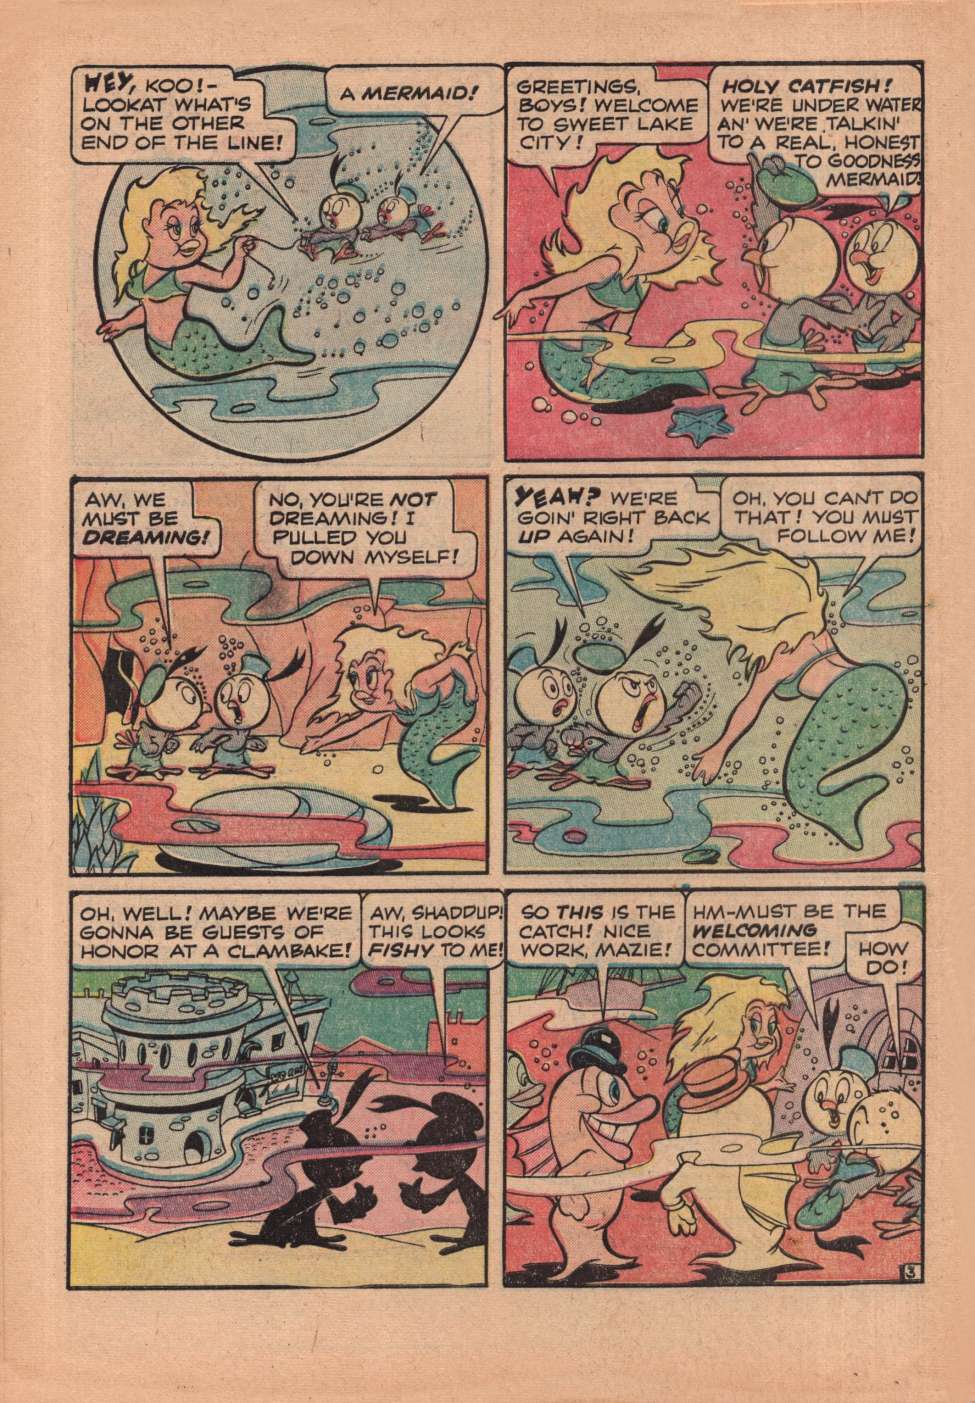 HEY, KOO!-
LOOKAT WHAT'S
ON THE OTHER
END OF THE LINE!
A MERMAID!
GREETINGS,
BOYS! WELCOME
TO SWEET LAKE
CITY!
HOLY CATFISH!
WE'RE UNDER WATER
AN' WE'RE TALKIN'
TO A REAL, HONEST
TO GOODNESS
MERMAID!
AW, WE
MUST BE
DREAMING!
NO, YOU'RE NOT
DREAMING! I
PULLED YOU
DOWN MYSELF!
YEAH? WE'RE
GOIN' RIGHT BACK
UP AGAIN!
OH, YOU CAN'T DO
THAT! YOU MUST
FOLLOW ME!
OH, WELL! MAYBE WE'RE
GONNA BE GUESTS OF
HONOR AT A CLAMBAKE!
AW, SHADDUP!
THIS LOOKS
FISHY TO ME!
SO THIS IS THE
CATCH! NICE
WORK, MAZIE!
HM-MUST BE THE
WELCOMING
COMMITTEE!
HOW
DO!
3